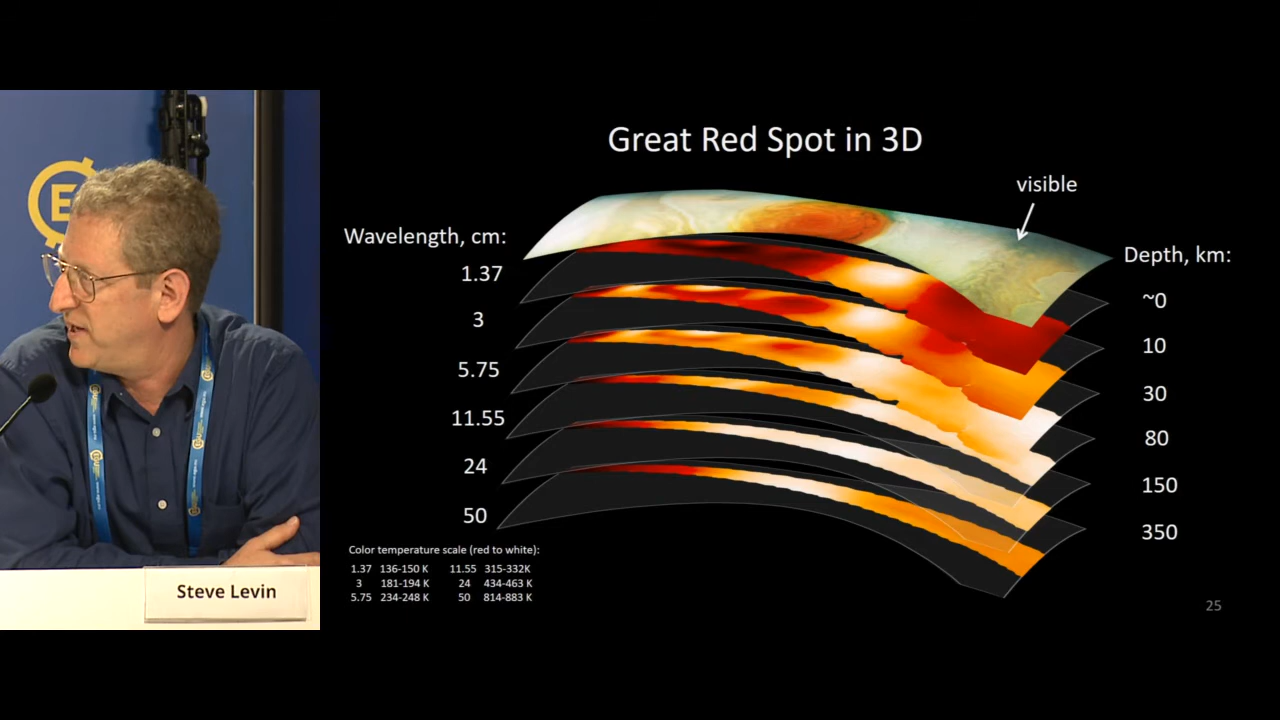 Great Red Spot in 3D
visible
Wavelength, cm:
Depth, km:
1.37
~0
3
10
5.75
30
11.55
80
24
150
50
350
Color temperature scale (red to white):
1.37 136-150 K 11.55 315-332K
3 181-194 K 24 434-463 K
5.75 234-248 K 50 814-883 K
25
E
Steve Levin